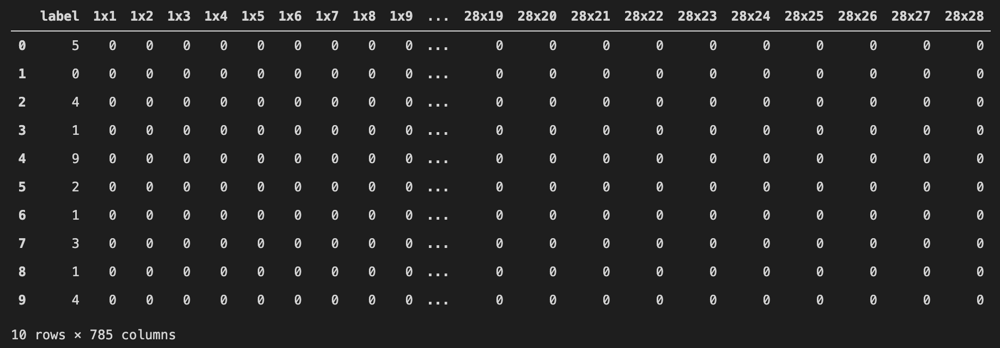 label 1x1 1x2 1x3 1x4 1x5 1x6 1x7 1x8 1x9 ... 28x19 28x20 28x21 28x22 28x23 28x24 28x25 28x26 28x27 28x28
0 5 0 0 0 0 0 0 0 0 0 ... 0 0 0 0 0 0 0 0 0 0
1 0 0 0 0 0 0 0 0 0 0 ... 0 0 0 0 0 0 0 0 0 0
2 4 0 0 0 0 0 0 0 0 0 ... 0 0 0 0 0 0 0 0 0 0
3 1 0 0 0 0 0 0 0 0 0 ... 0 0 0 0 0 0 0 0 0 0
4 9 0 0 0 0 0 0 0 0 0 ... 0 0 0 0 0 0 0 0 0 0
5 2 0 0 0 0 0 0 0 0 0 ... 0 0 0 0 0 0 0 0 0 0
6 1 0 0 0 0 0 0 0 0 0 ... 0 0 0 0 0 0 0 0 0 0
7 3 0 0 0 0 0 0 0 0 0 ... 0 0 0 0 0 0 0 0 0 0
8 1 0 0 0 0 0 0 0 0 0 ... 0 0 0 0 0 0 0 0 0 0
9 4 0 0 0 0 0 0 0 0 0 ... 0 0 0 0 0 0 0 0 0 0
10 rows × 785 columns